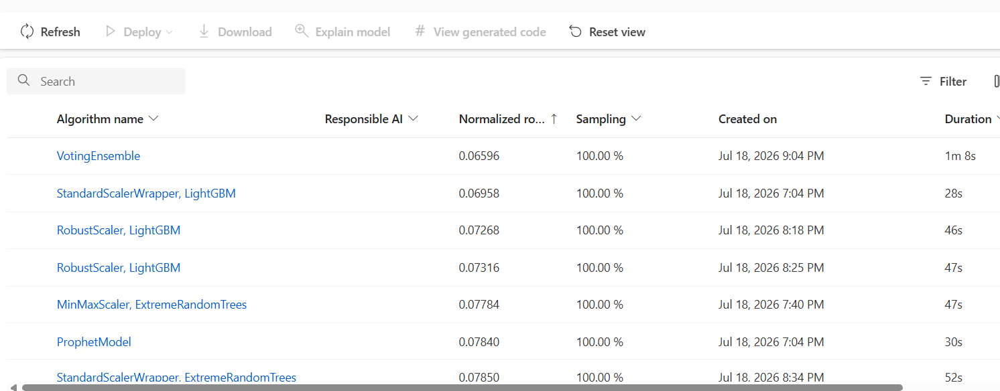 Refresh Deploy Download Explain model # View generated code Reset view
Search Filter
Algorithm name Responsible AI Normalized ro... ↑ Sampling Created on Duration
VotingEnsemble 0.06596 100.00 % Jul 18, 2026 9:04 PM 1m 8s
StandardScalerWrapper, LightGBM 0.06958 100.00 % Jul 18, 2026 7:04 PM 28s
RobustScaler, LightGBM 0.07268 100.00 % Jul 18, 2026 8:18 PM 46s
RobustScaler, LightGBM 0.07316 100.00 % Jul 18, 2026 8:25 PM 47s
MinMaxScaler, ExtremeRandomTrees 0.07784 100.00 % Jul 18, 2026 7:40 PM 47s
ProphetModel 0.07840 100.00 % Jul 18, 2026 7:04 PM 30s
StandardScalerWrapper, ExtremeRandomTrees 0.07850 100.00 % Jul 18, 2026 8:34 PM 52s